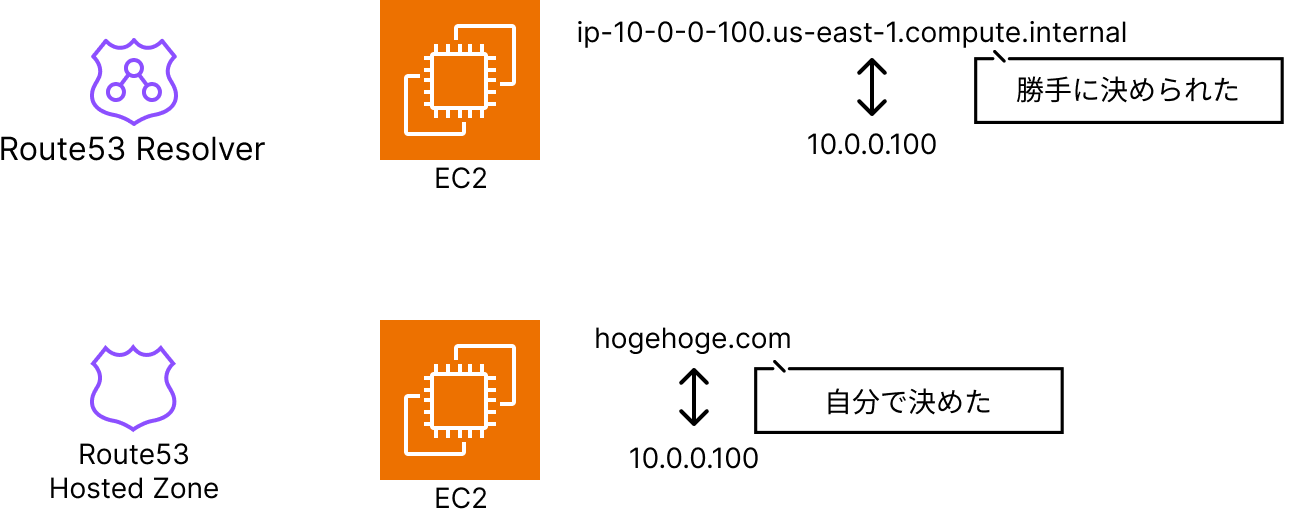 ip-10-0-0-100.us-east-1.compute.internal
勝手に決められた
10.0.0.100
Route53 Resolver
EC2
hogehoge.com
自分で決めた
10.0.0.100
Route53
Hosted Zone
EC2